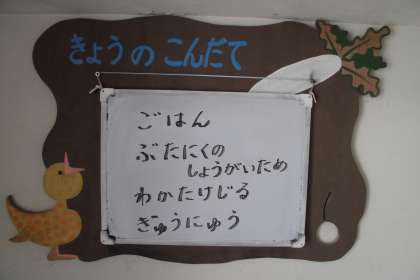 きょうのこんだて
ごはん
ぶたにくの
しょうがいため
わかたけじる
ぎゅうにゅう